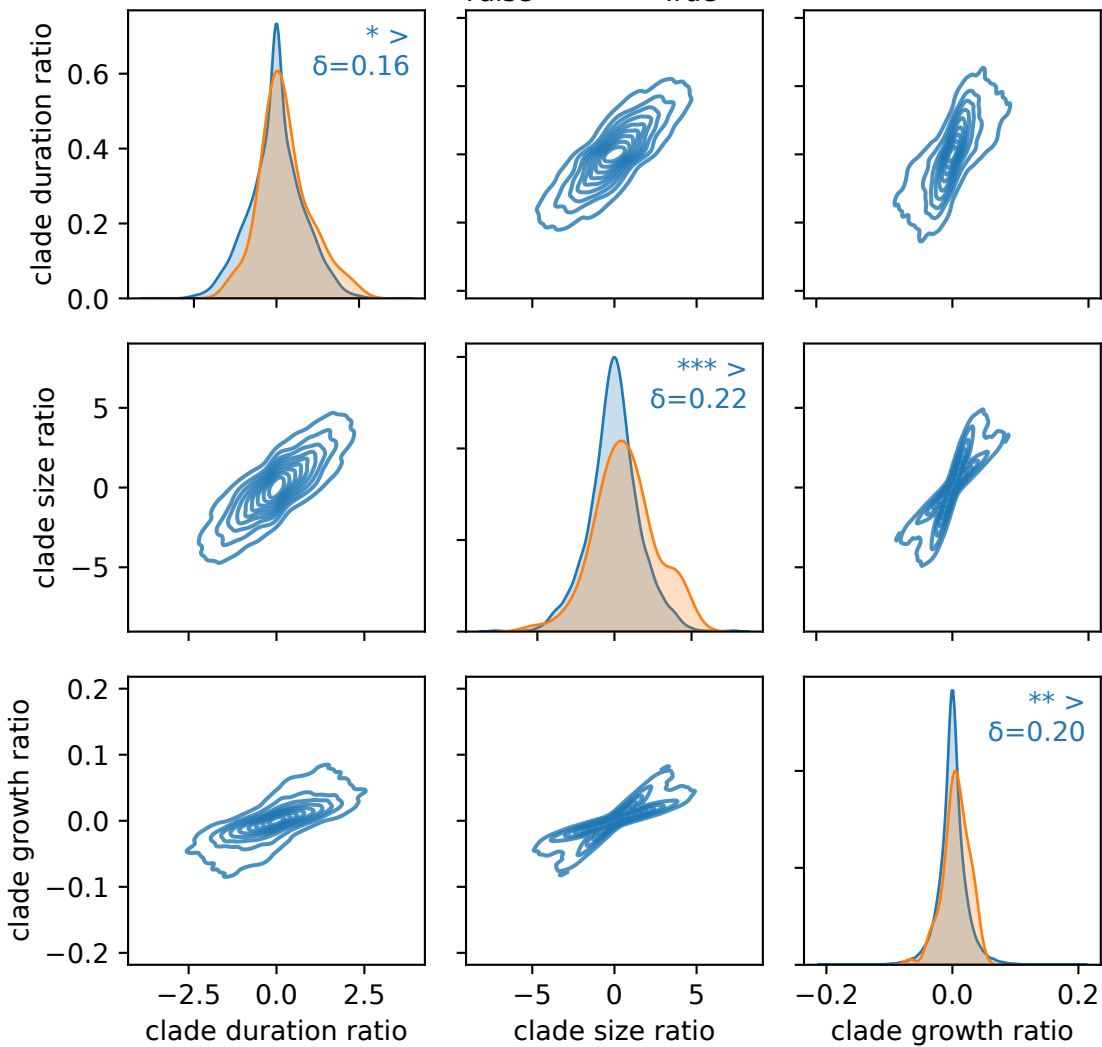 False True
clade duration ratio
0.6
0.4
0.2
0.0
* >
δ=0.16
clade size ratio
5
0
−5
*** >
δ=0.22
clade growth ratio
0.2
0.1
0.0
−0.1
−0.2
** >
δ=0.20
−2.5 0.0 2.5
−5 0 5
−0.2 0.0 0.2
clade duration ratio
clade size ratio
clade growth ratio